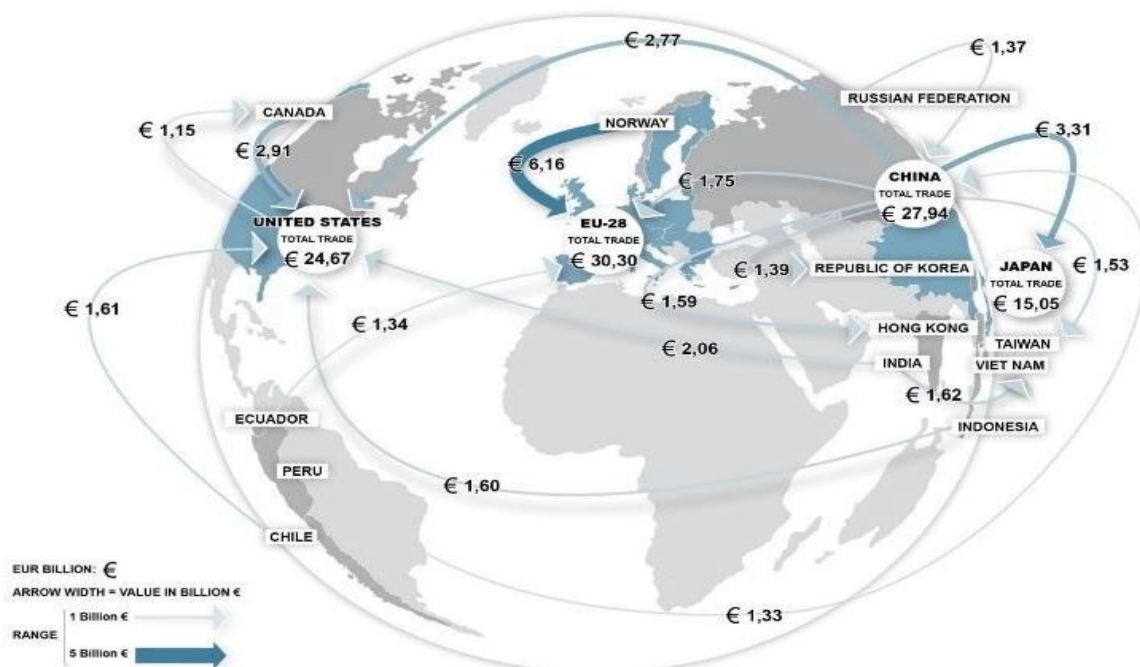 € 2,77
€ 1,37
RUSSIAN FEDERATION
CANADA
NORWAY
€ 1,15
€ 3,31
€ 2,91
€ 6,16
CHINA
TOTAL TRADE
€ 27,94
€ 1,75
UNITED STATES
TOTAL TRADE
€ 24,67
EU-28
TOTAL TRADE
€ 30,30
€ 1,39
REPUBLIC OF KOREA
JAPAN
TOTAL TRADE
€ 15,05
€ 1,53
€ 1,61
€ 1,34
€ 1,59
HONG KONG
TAIWAN
€ 2,06
INDIA
VIET NAM
€ 1,62
ECUADOR
INDONESIA
PERU
€ 1,60
CHILE
€ 1,33
EUR BILLION: €
ARROW WIDTH = VALUE IN BILLION €
1 Billion €
RANGE
5 Billion €